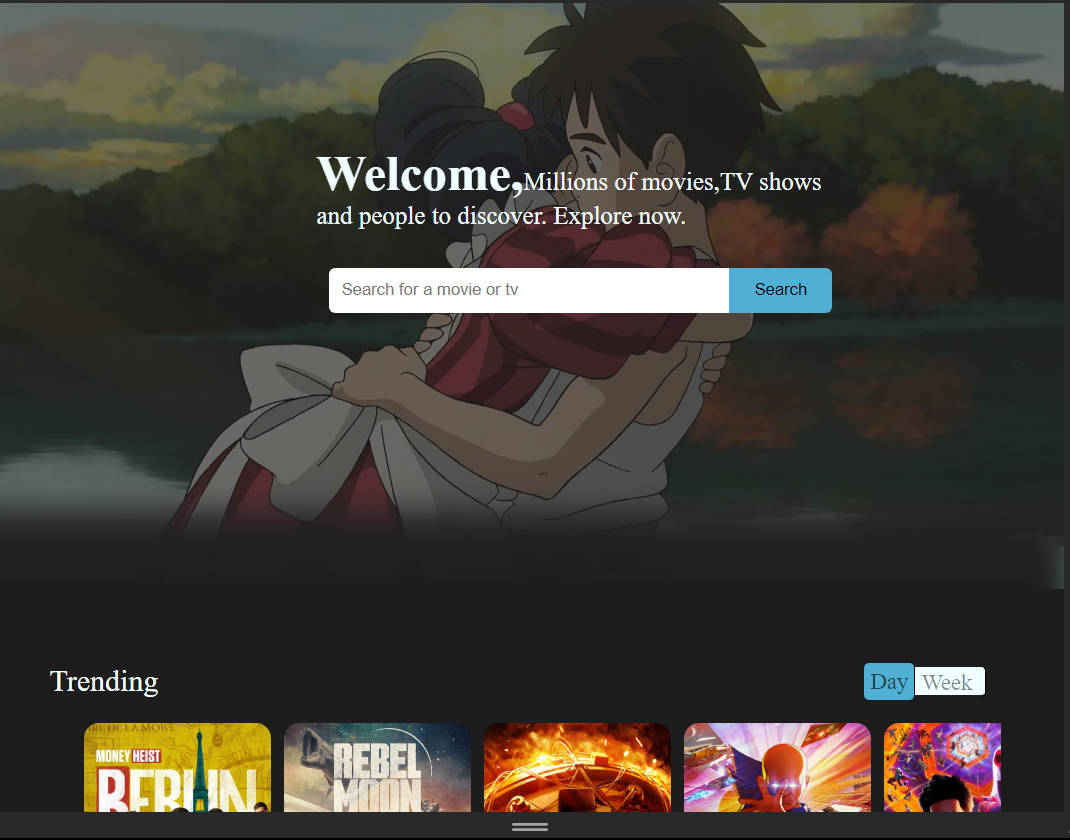 Welcome,Millions of movies,TV shows
and people to discover. Explore now.
Search for a movie or tv
Search
Trending
Day
Week
MONEY HEIST
BERLIN
REBEL
MOON